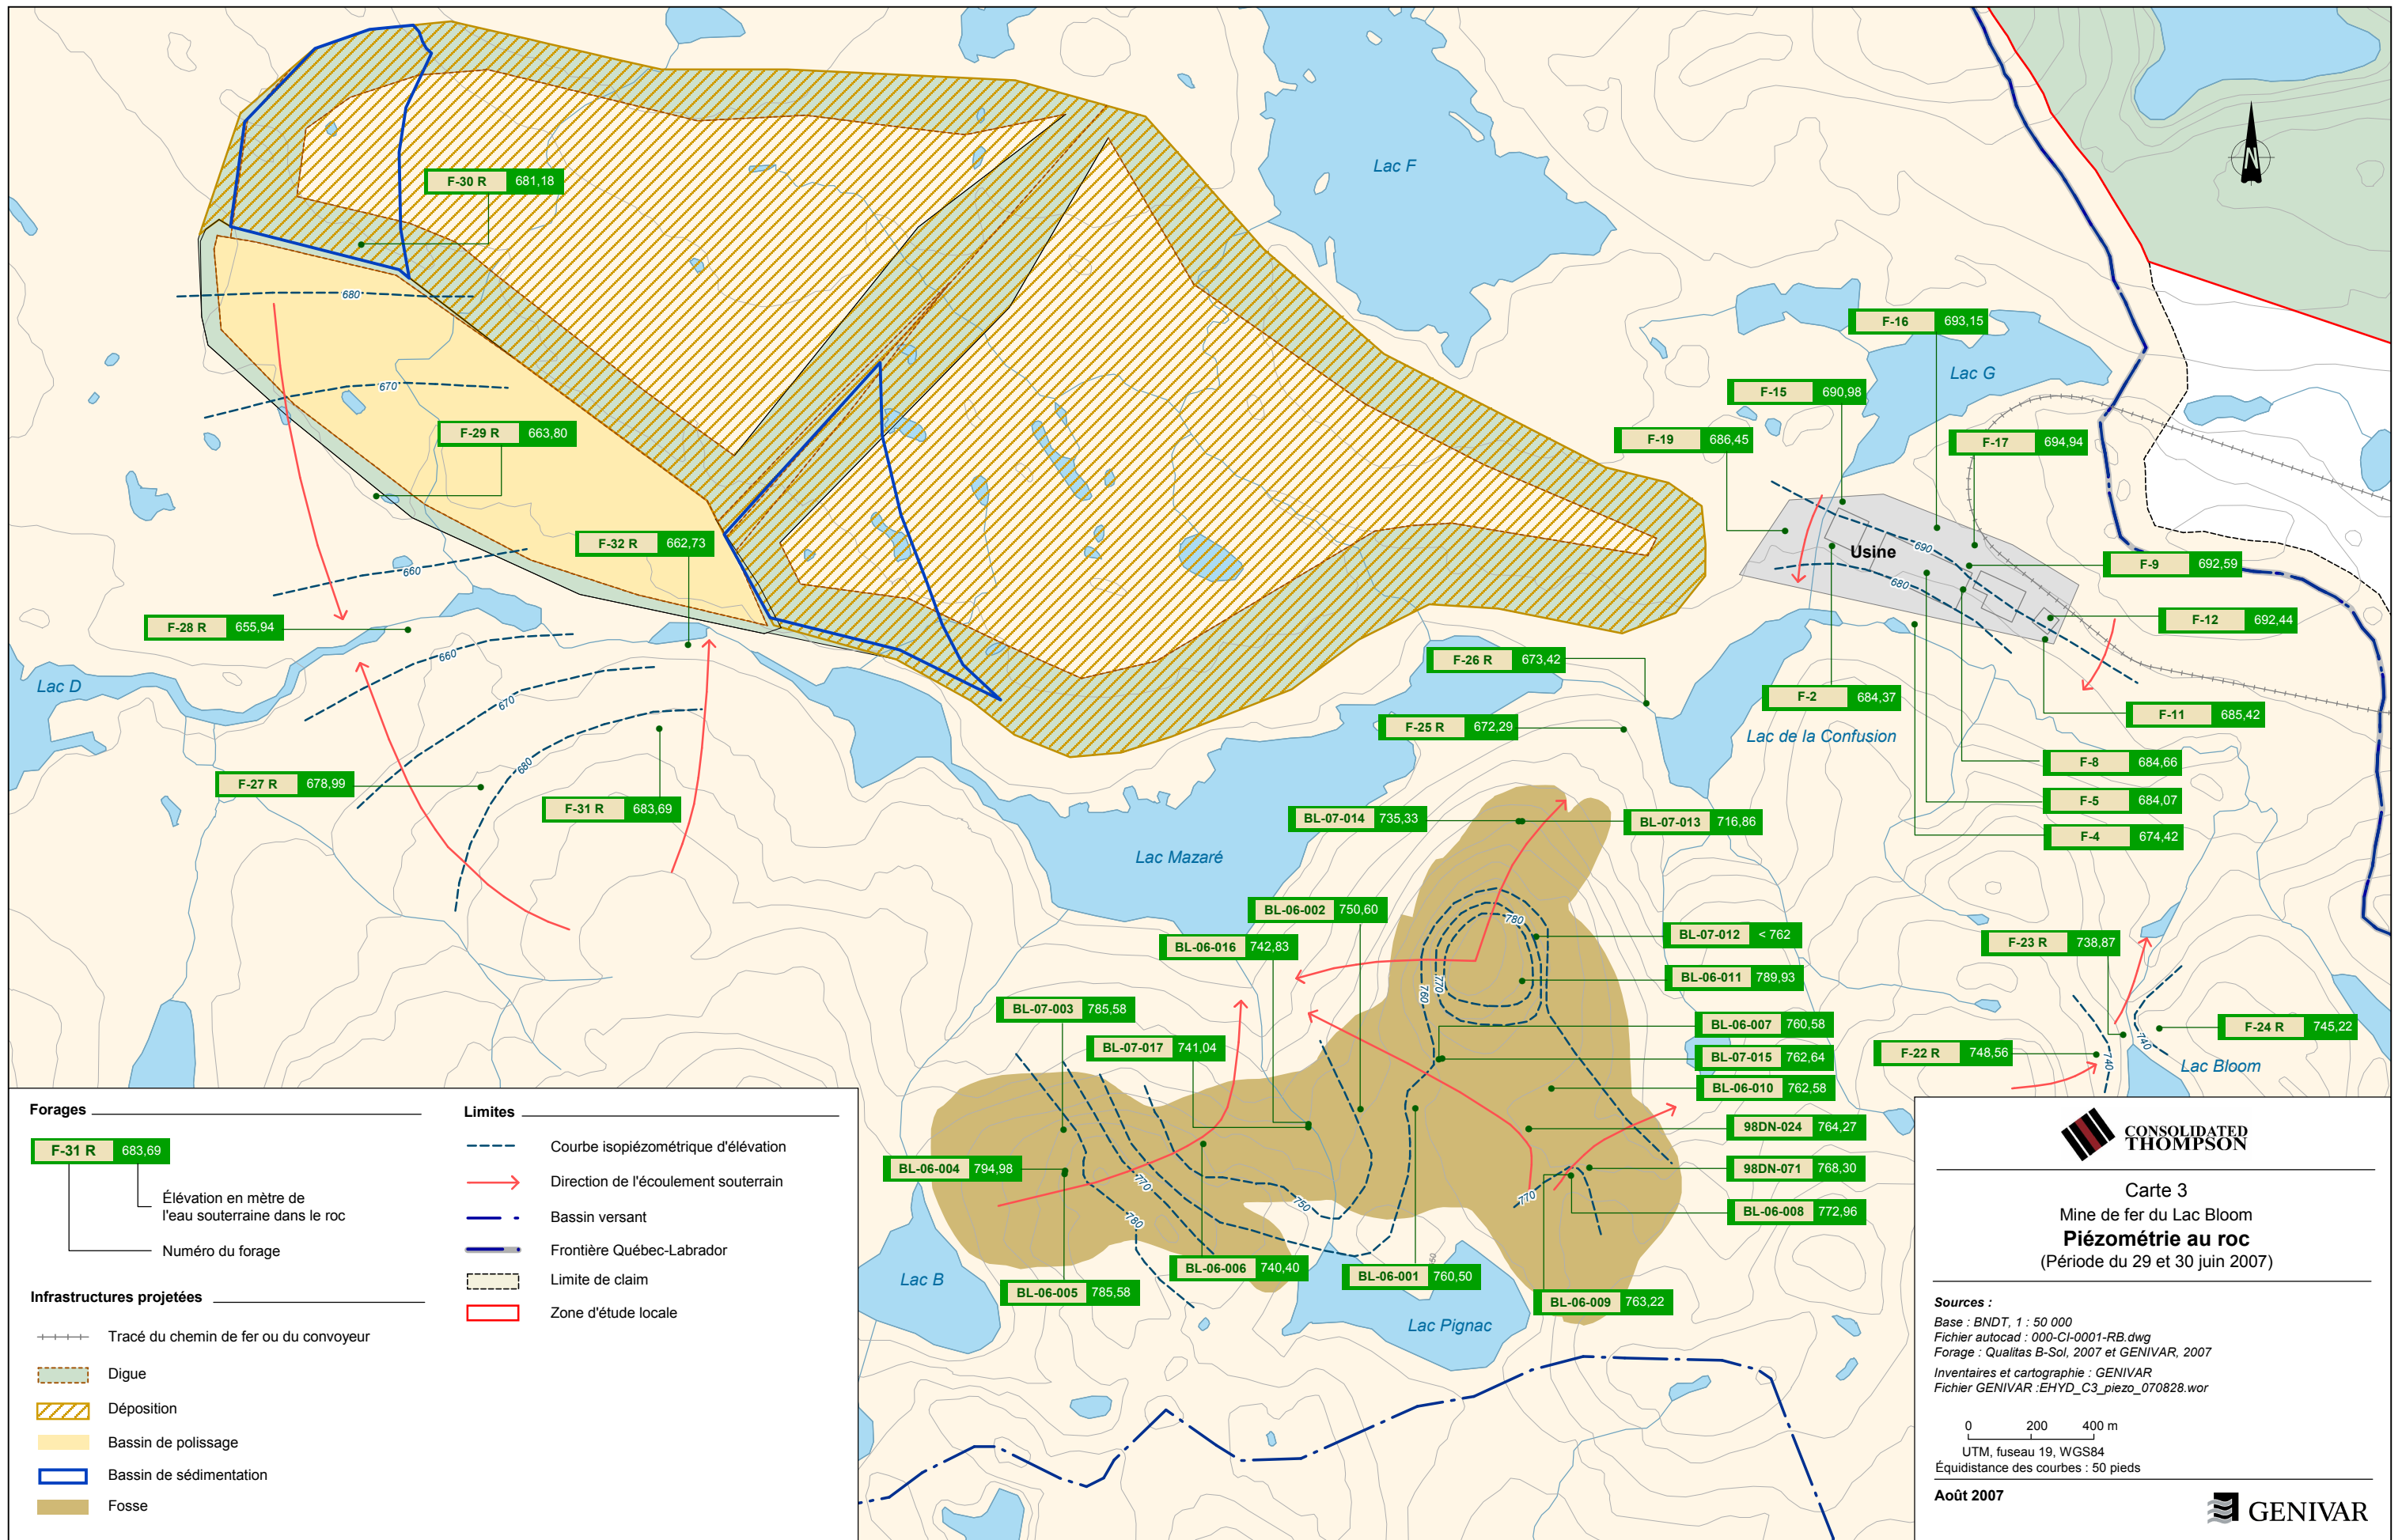 F-30 R 681,18
Lac F
680
F-16 693,15
Lac G
670
F-15 690,98
F-29 R 663,80
F-19 686,45
F-17 694,94
F-32 R 662,73
690
Usine
F-9 692,59
660
680
F-28 R 655,94
F-12 692,44
660
F-26 R 673,42
Lac D
670
F-2 684,37
F-11 685,42
F-25 R 672,29
Lac de la Confusion
680
F-8 684,66
F-27 R 678,99
F-31 R 683,69
F-5 684,07
BL-07-014 735,33
BL-07-013 716,86
F-4 674,42
Lac Mazaré
BL-06-002 750,60
780
BL-07-012 < 762
F-23 R 738,87
BL-06-016 742,83
BL-06-011 789,93
770
760
BL-07-003 785,58
BL-06-007 760,58
F-24 R 745,22
BL-07-017 741,04
740
BL-07-015 762,64
F-22 R 748,56
740
Lac Bloom
BL-06-010 762,58
98DN-024 764,27
BL-06-004 794,98
98DN-071 768,30
770
770
750
BL-06-008 772,96
780
50
BL-06-006 740,40
BL-06-001 760,50
Lac B
BL-06-005 785,58
BL-06-009 763,22
Lac Pignac
Forages
F-31 R 683,69
Élévation en mètre de
l'eau souterraine dans le roc
Numéro du forage
Infrastructures projetées
Tracé du chemin de fer ou du convoyeur
Digue
Déposition
Bassin de polissage
Bassin de sédimentation
Fosse
Limites
Courbe isopiézométrique d'élévation
Direction de l'écoulement souterrain
Bassin versant
Frontière Québec-Labrador
Limite de claim
Zone d'étude locale
N
CONSOLIDATED
THOMPSON
Carte 3
Mine de fer du Lac Bloom
Piézométrie au roc
(Période du 29 et 30 juin 2007)
Sources :
Base : BNDT, 1 : 50 000
Fichier autocad : 000-CI-0001-RB.dwg
Forage : Qualitas B-Sol, 2007 et GENIVAR, 2007
Inventaires et cartographie : GENIVAR
Fichier GENIVAR :EHYD_C3_piezo_070828.wor
0 200 400 m
UTM, fuseau 19, WGS84
Équidistance des courbes : 50 pieds
Août 2007
GENIVAR